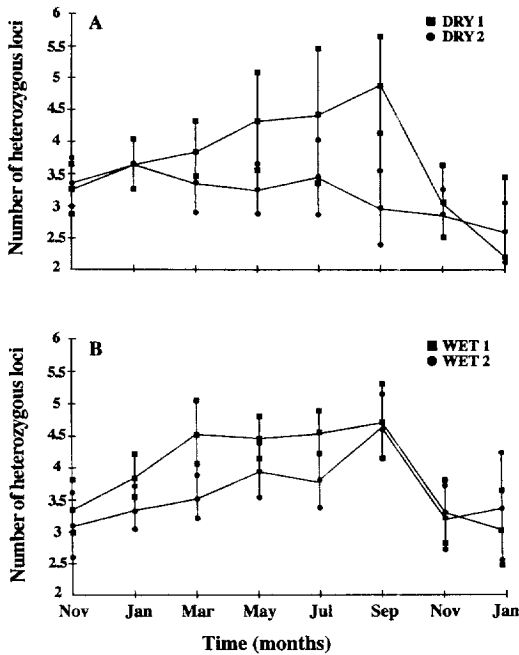 A
DRY 1
DRY 2
Number of heterozygous loci
6
5.5
5
4.5
4
3.5
3
2.5
2
B
WET 1
WET 2
Number of heterozygous loci
6
5.5
5
4.5
4
3.5
3
2.5
2
Nov Jan Mar May Jul Sep Nov Jan
Time (months)